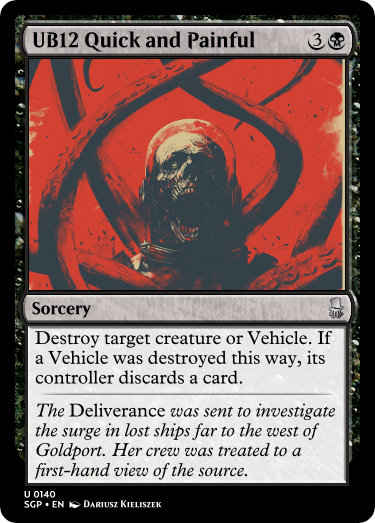 UB12 Quick and Painful 3
Sorcery
Destroy target creature or Vehicle. If
a Vehicle was destroyed this way, its
controller discards a card.
The Deliverance was sent to investigate
the surge in lost ships far to the west of
Goldport. Her crew was treated to a
first-hand view of the source.
U 0140
SGP • EN DARIUSZ KIELISZEK